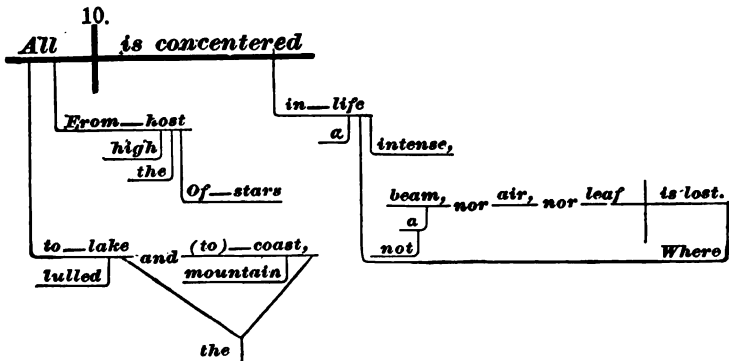 10.
All is concentered
From host
in life
a
intense,
high
the
Of stars
beam, nor air, nor leaf is lost.
a
not
Where
to lake and (to) coast,
lulled
mountain
the